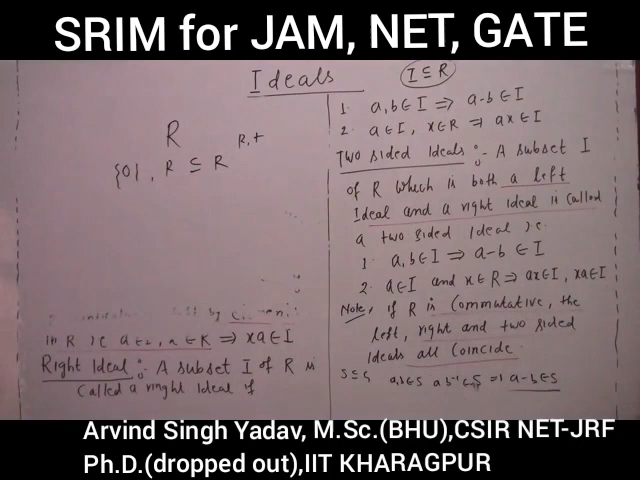 SRIM for JAM, NET, GATE
Ideals
R
R,+
{0}, R ⊆ R
in R i.e. a∈I, x∈R ⇒ xa∈I
Right Ideal :- A subset I of R is
called a right ideal if
I ⊆ R
1. a,b∈I ⇒ a-b∈I
2. a∈I, x∈R ⇒ ax∈I
Two sided Ideals :- A subset I
of R which is both a left
Ideal and a right ideal is called
a two sided Ideal i.e.
1. a,b∈I ⇒ a-b∈I
2. a∈I and x∈R ⇒ ax∈I, xa∈I
Note, if R is commutative, the
left, right and two sided
Ideals all coincide.
S⊆G a,b∈S ab⁻¹∈S ⇒ a-b∈S
Arvind Singh Yadav, M.Sc.(BHU),CSIR NET-JRF
Ph.D.(dropped out),IIT KHARAGPUR